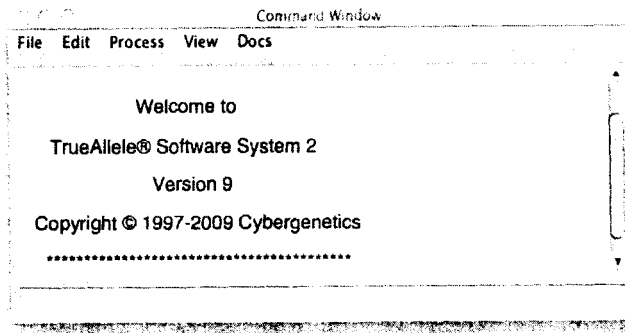 Command Window
File Edit Process View Docs
Welcome to
TrueAllele® Software System 2
Version 9
Copyright © 1997-2009 Cybergenetics
*****************************************